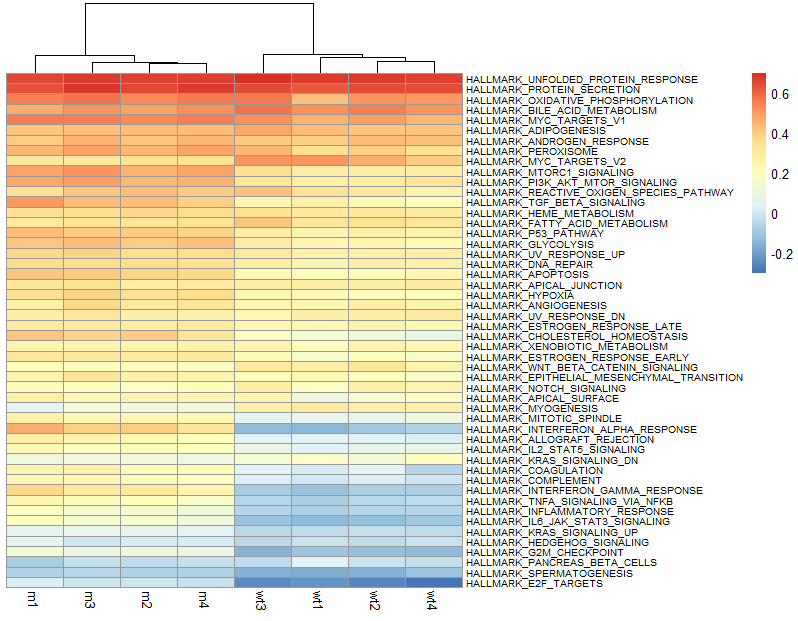 HALLMARK_UNFOLDED_PROTEIN_RESPONSE
HALLMARK_PROTEIN_SECRETION
HALLMARK_OXIDATIVE_PHOSPHORYLATION
HALLMARK_BILE_ACID_METABOLISM
HALLMARK_MYC_TARGETS_V1
HALLMARK_ADIPOGENESIS
HALLMARK_ANDROGEN_RESPONSE
HALLMARK_PEROXISOME
HALLMARK_MYC_TARGETS_V2
HALLMARK_MTORC1_SIGNALING
HALLMARK_PI3K_AKT_MTOR_SIGNALING
HALLMARK_REACTIVE_OXIGEN_SPECIES_PATHWAY
HALLMARK_TGF_BETA_SIGNALING
HALLMARK_HEME_METABOLISM
HALLMARK_FATTY_ACID_METABOLISM
HALLMARK_P53_PATHWAY
HALLMARK_GLYCOLYSIS
HALLMARK_UV_RESPONSE_UP
HALLMARK_DNA_REPAIR
HALLMARK_APOPTOSIS
HALLMARK_APICAL_JUNCTION
HALLMARK_HYPOXIA
HALLMARK_ANGIOGENESIS
HALLMARK_UV_RESPONSE_DN
HALLMARK_ESTROGEN_RESPONSE_LATE
HALLMARK_CHOLESTEROL_HOMEOSTASIS
HALLMARK_XENOBIOTIC_METABOLISM
HALLMARK_ESTROGEN_RESPONSE_EARLY
HALLMARK_WNT_BETA_CATENIN_SIGNALING
HALLMARK_EPITHELIAL_MESENCHYMAL_TRANSITION
HALLMARK_NOTCH_SIGNALING
HALLMARK_APICAL_SURFACE
HALLMARK_MYOGENESIS
HALLMARK_MITOTIC_SPINDLE
HALLMARK_INTERFERON_ALPHA_RESPONSE
HALLMARK_ALLOGRAFT_REJECTION
HALLMARK_IL2_STAT5_SIGNALING
HALLMARK_KRAS_SIGNALING_DN
HALLMARK_COAGULATION
HALLMARK_COMPLEMENT
HALLMARK_INTERFERON_GAMMA_RESPONSE
HALLMARK_TNFA_SIGNALING_VIA_NFKB
HALLMARK_INFLAMMATORY_RESPONSE
HALLMARK_IL6_JAK_STAT3_SIGNALING
HALLMARK_KRAS_SIGNALING_UP
HALLMARK_HEDGEHOG_SIGNALING
HALLMARK_G2M_CHECKPOINT
HALLMARK_PANCREAS_BETA_CELLS
HALLMARK_SPERMATOGENESIS
HALLMARK_E2F_TARGETS
m1 m3 m2 m4 wt3 wt1 wt2 wt4
0.6
0.4
0.2
0
-0.2